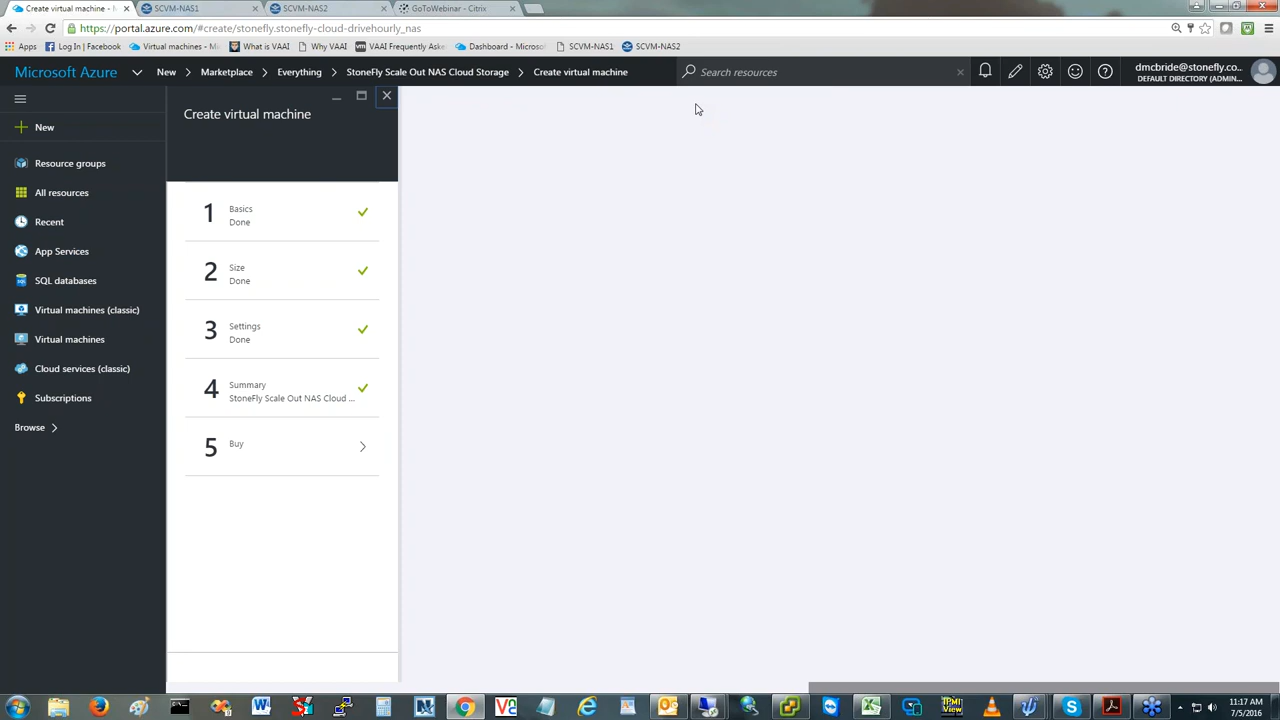 Create virtual machine - M
SCVM-NAS1
SCVM-NAS2
GoToWebinar - Citrix
https://portal.azure.com/#create/stonefly.stonefly-cloud-drivehourly_nas
Apps
Log In | Facebook
Virtual machines - Mi
What is VAAI
Why VAAI
VAAI Frequently Aske
Dashboard - Microsof
SCVM-NAS1
SCVM-NAS2
Microsoft Azure
New
Marketplace
Everything
StoneFly Scale Out NAS Cloud Storage
Create virtual machine
Search resources
dmcbride@stonefly.co...
DEFAULT DIRECTORY (ADMIN...
Create virtual machine
New
Resource groups
All resources
Recent
App Services
SQL databases
Virtual machines (classic)
Virtual machines
Cloud services (classic)
Subscriptions
Browse
1
Basics
Done
2
Size
Done
3
Settings
Done
4
Summary
StoneFly Scale Out NAS Cloud ...
5
Buy
11:17 AM
7/5/2016